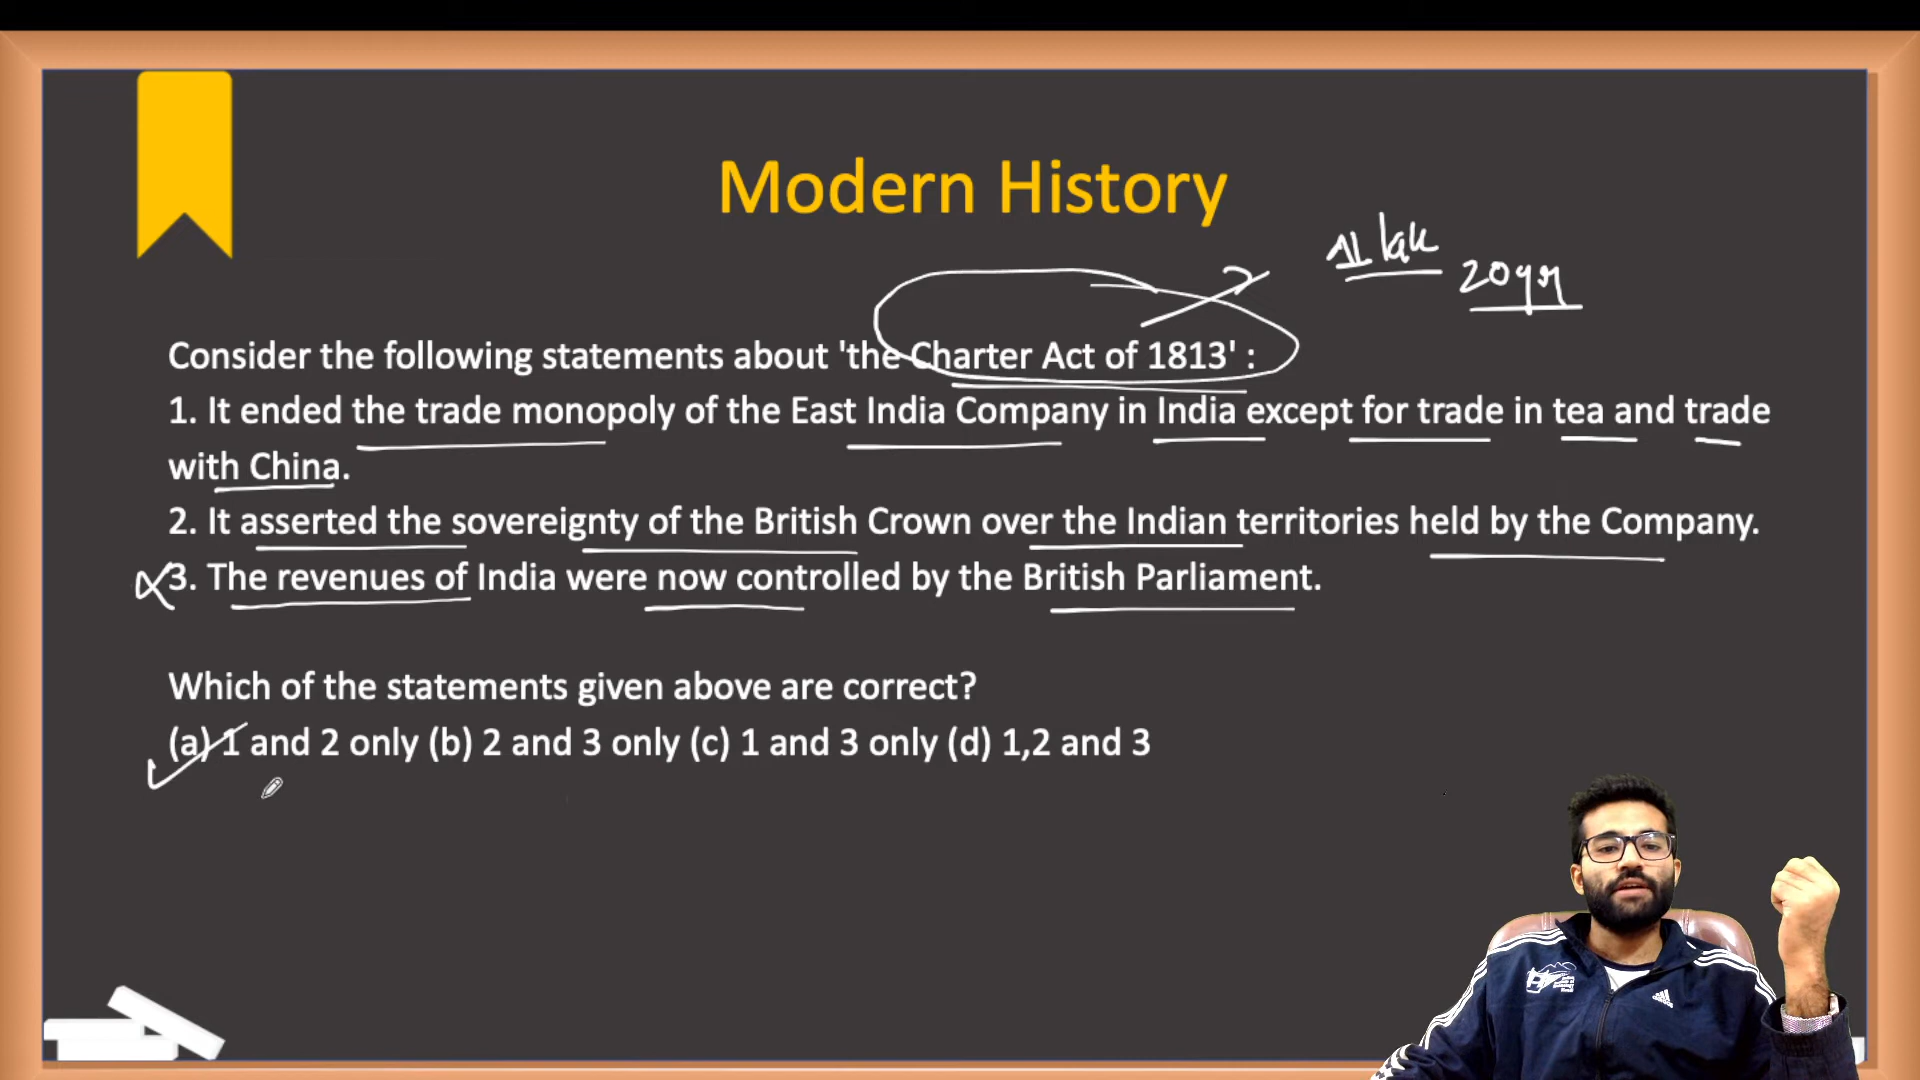 Modern History
1 lak
20 yr
Consider the following statements about 'the Charter Act of 1813' :
1. It ended the trade monopoly of the East India Company in India except for trade in tea and trade
with China.
2. It asserted the sovereignty of the British Crown over the Indian territories held by the Company.
3. The revenues of India were now controlled by the British Parliament.
Which of the statements given above are correct?
(a) 1 and 2 only (b) 2 and 3 only (c) 1 and 3 only (d) 1,2 and 3